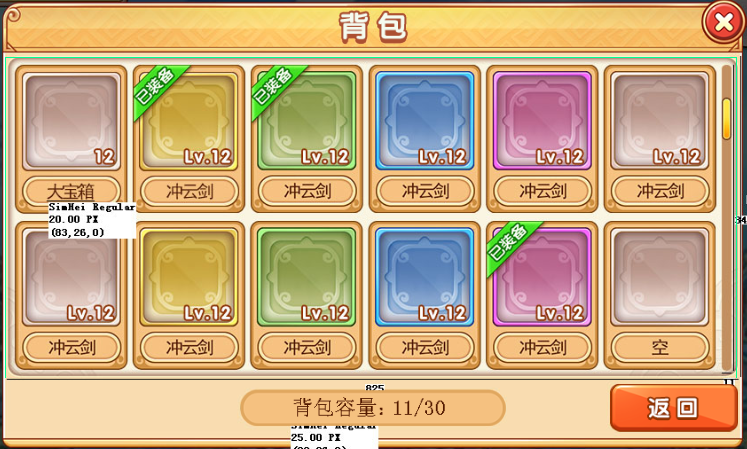 背包
已装备
已装备
12
Lv.12
Lv.12
Lv.12
Lv.12
大宝箱
冲云剑
冲云剑
冲云剑
冲云剑
冲云剑
SimHei Regular
20.00 PX
(83,26,0)
34
已装备
Lv.12
Lv.12
Lv.12
Lv.12
Lv.12
冲云剑
冲云剑
冲云剑
冲云剑
冲云剑
空
11
825
背包容量：11/30
返回
SimHei Regular
25.00 PX